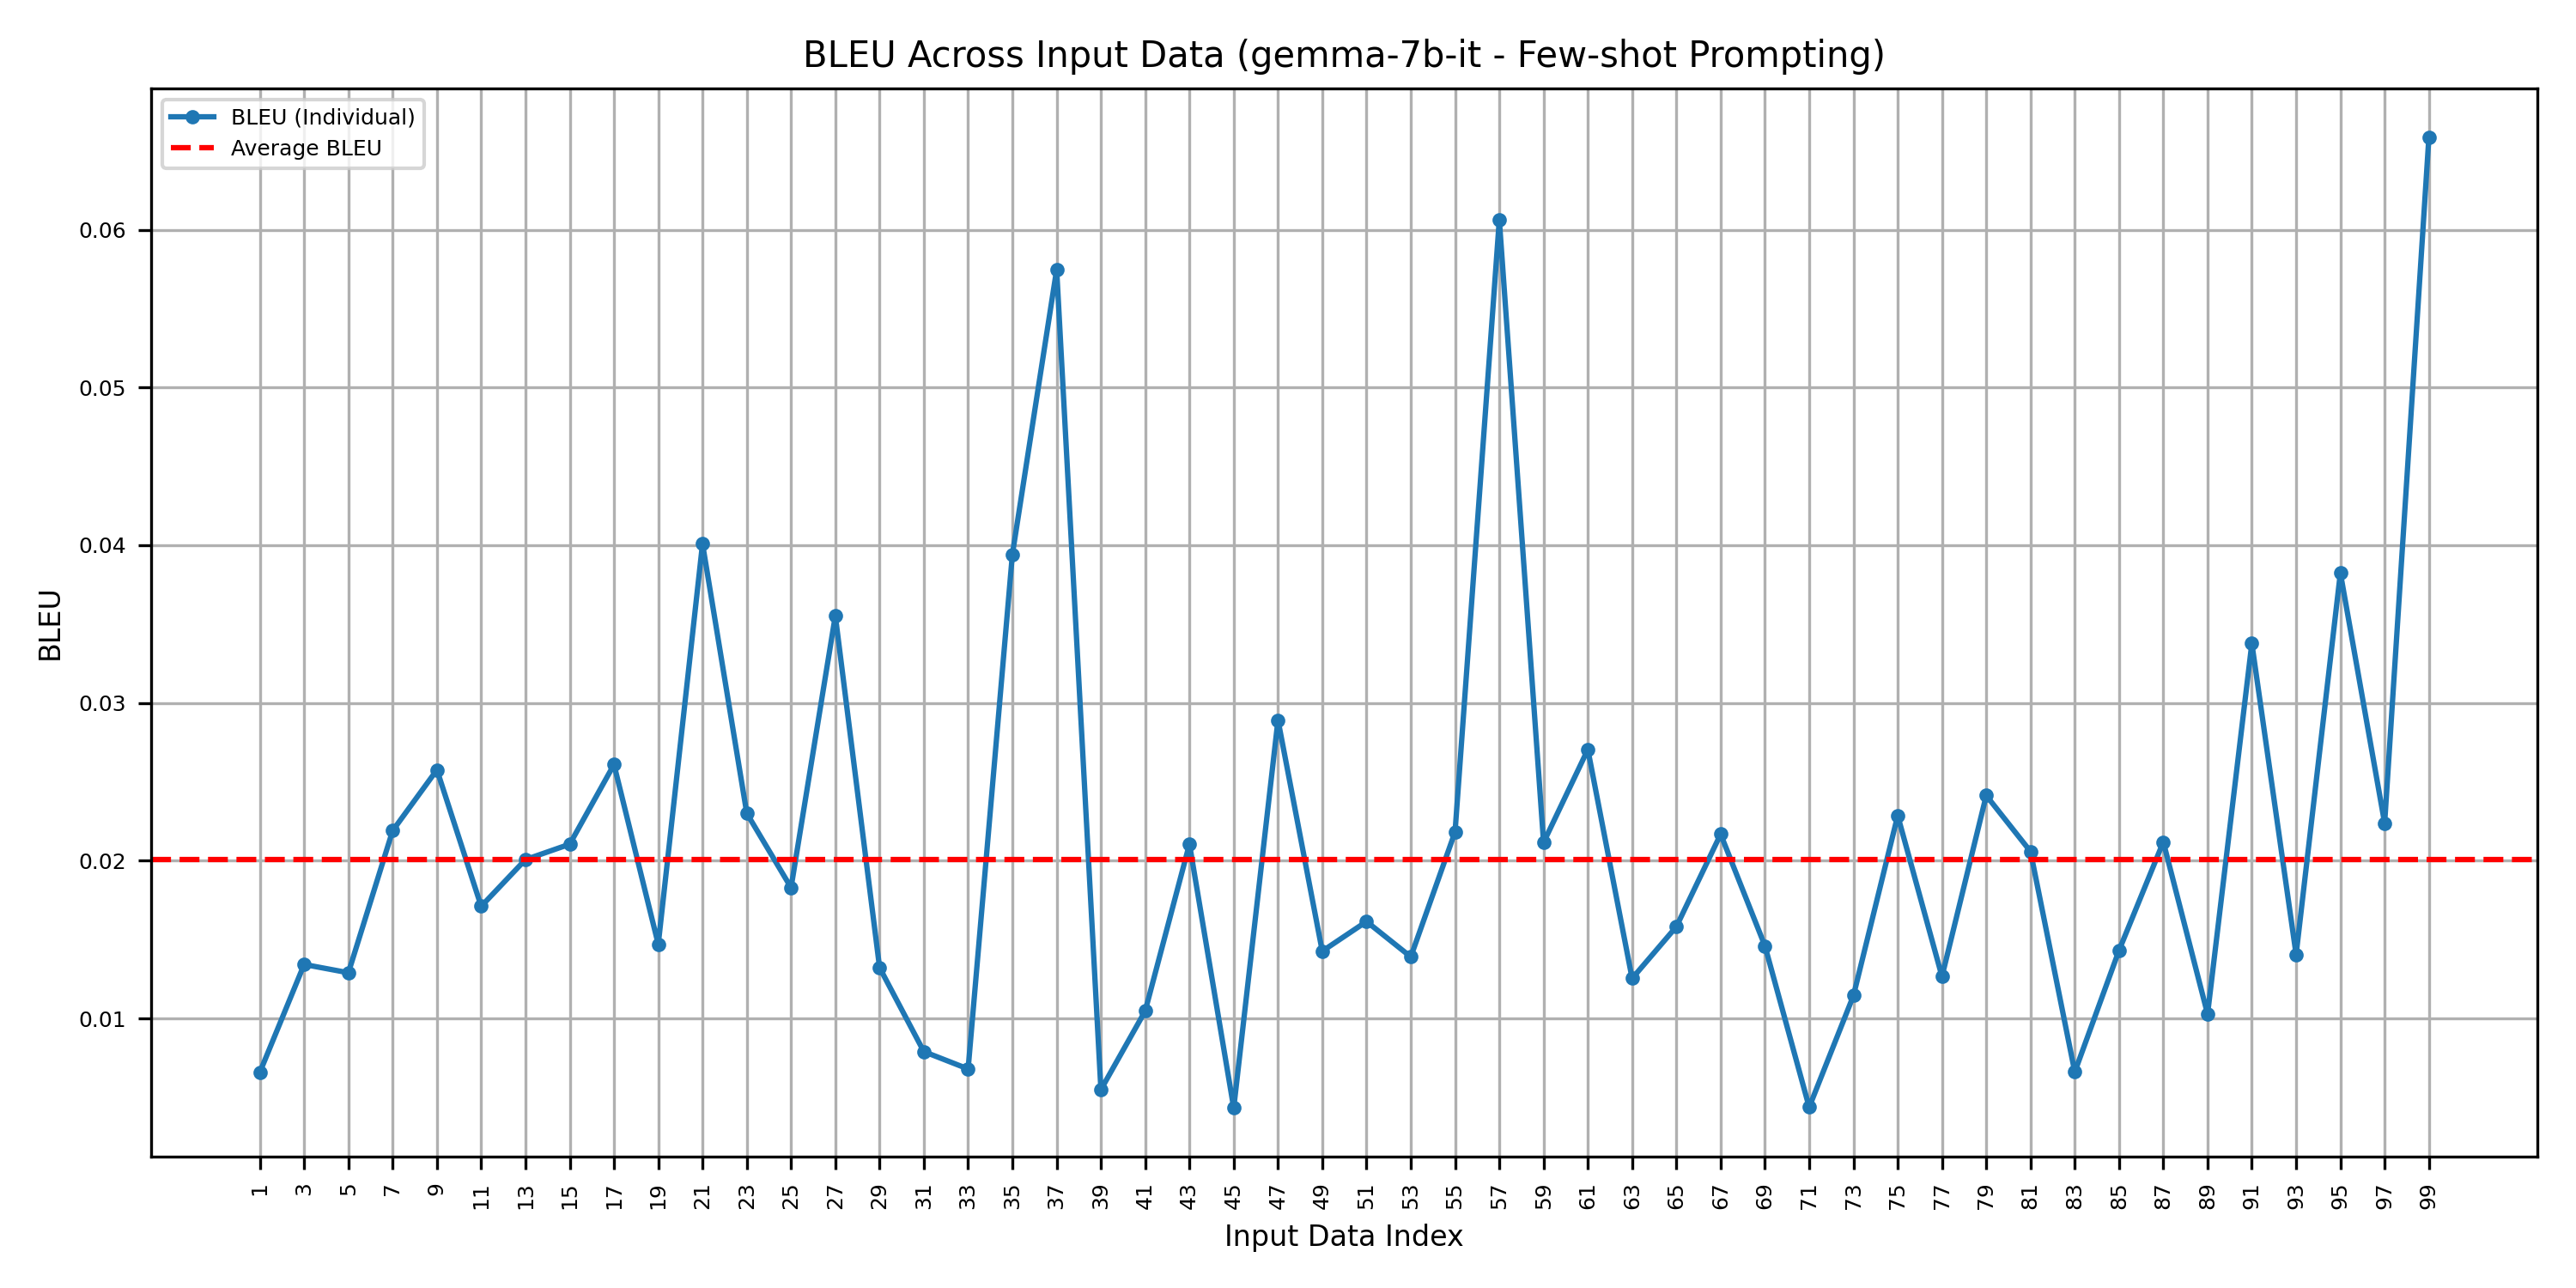 BLEU Across Input Data (gemma-7b-it - Few-shot Prompting)
BLEU (Individual)
Average BLEU
BLEU
0.06
0.05
0.04
0.03
0.02
0.01
1 3 5 7 9 11 13 15 17 19 21 23 25 27 29 31 33 35 37 39 41 43 45 47 49 51 53 55 57 59 61 63 65 67 69 71 73 75 77 79 81 83 85 87 89 91 93 95 97 99
Input Data Index